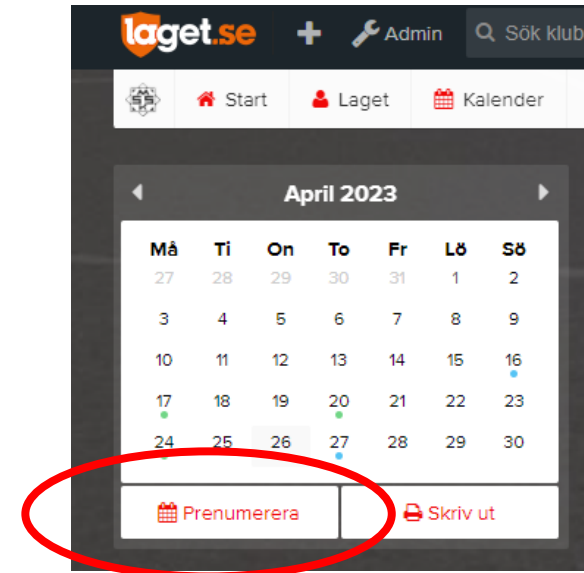 laget.se Admin Sök klub
Start Laget Kalender
April 2023
Må Ti On To Fr Lö Sö
27 28 29 30 31 1 2
3 4 5 6 7 8 9
10 11 12 13 14 15 16
17 18 19 20 21 22 23
24 25 26 27 28 29 30
Prenumerera Skriv ut